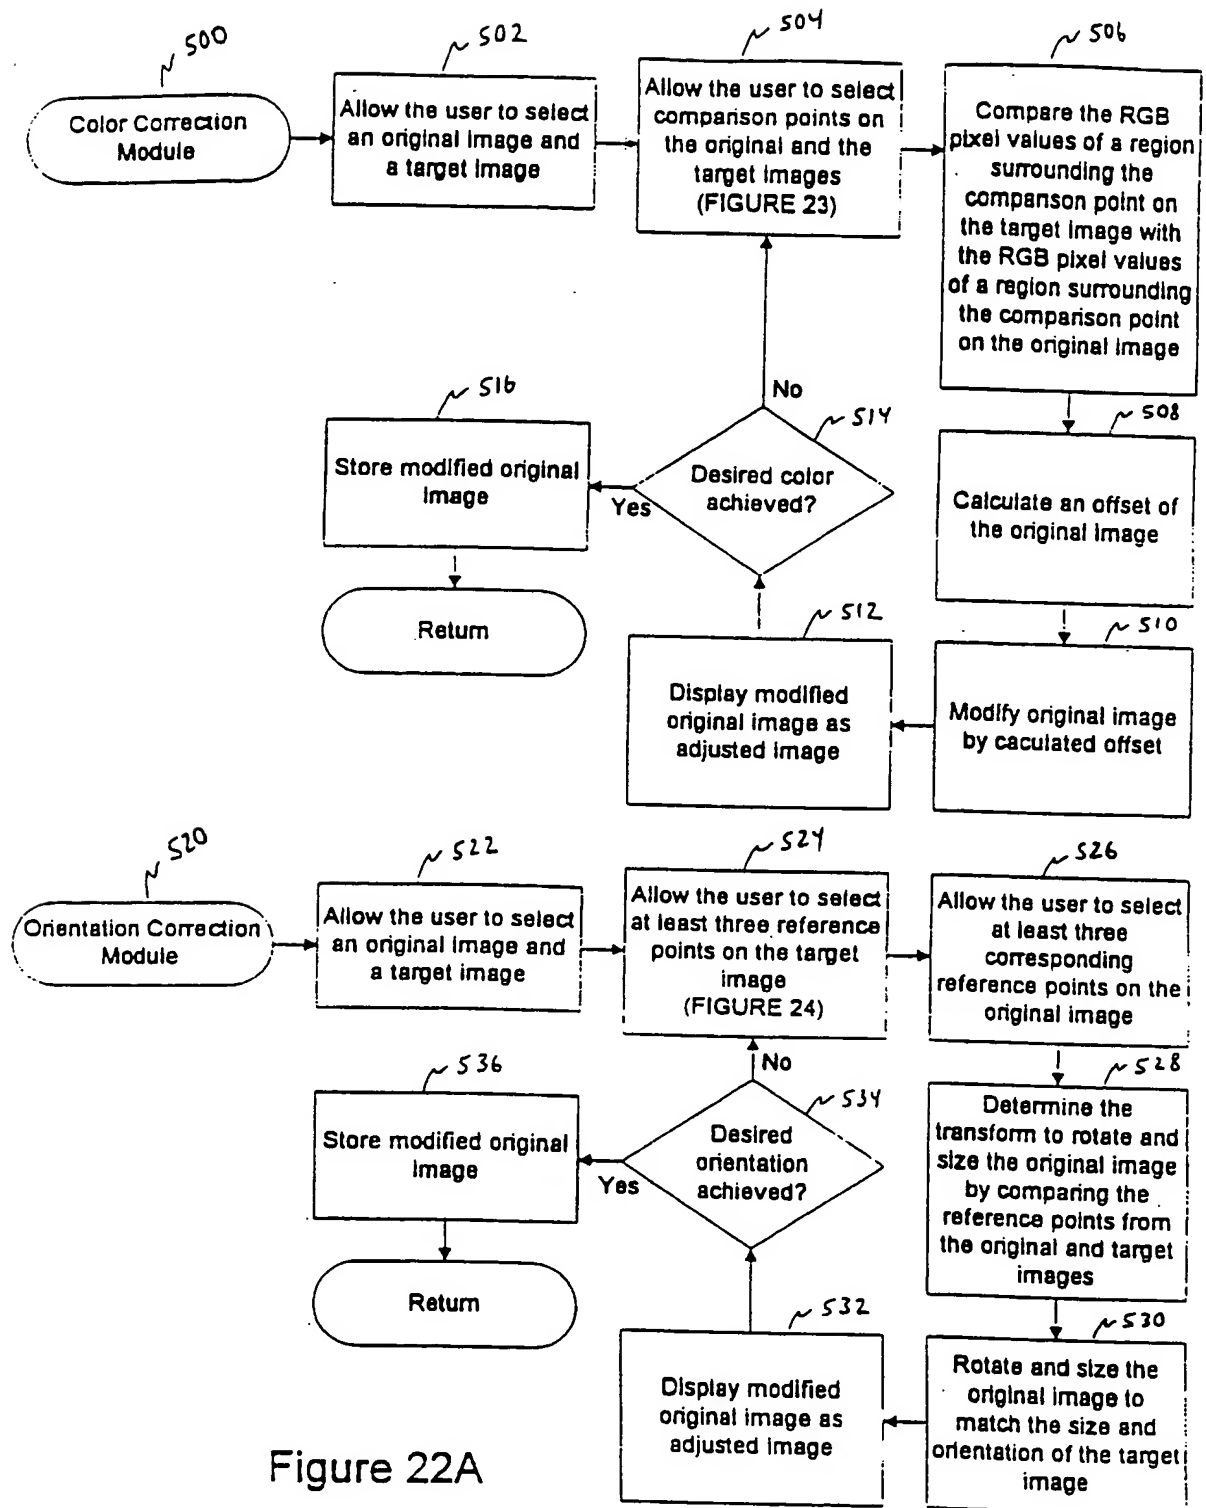 500
Color Correction
Module
502
Allow the user to select
an original image and
a target image
504
Allow the user to select
comparison points on
the original and the
target images
(FIGURE 23)
506
Compare the RGB
pixel values of a region
surrounding the
comparison point on
the target image with
the RGB pixel values
of a region surrounding
the comparison point
on the original image
508
Calculate an offset of
the original image
510
Modify original image
by caculated offset
512
Display modified
original image as
adjusted image
514
Desired color
achieved?
No
Yes
516
Store modified original
image
Return
520
Orientation Correction
Module
522
Allow the user to select
an original image and
a target image
524
Allow the user to select
at least three reference
points on the target
image
(FIGURE 24)
526
Allow the user to select
at least three
corresponding
reference points on the
original image
528
Determine the
transform to rotate and
size the original image
by comparing the
reference points from
the original and target
images
530
Rotate and size the
original image to
match the size and
orientation of the target
image
532
Display modified
original image as
adjusted image
534
Desired
orientation
achieved?
No
Yes
536
Store modified original
image
Return
Figure 22A